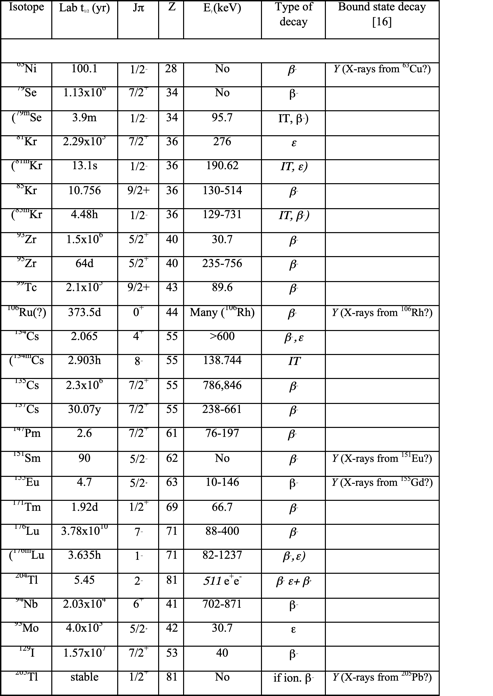 Isotope Lab t1/2 (yr) Jπ Z Eγ(keV) Type of decay Bound state decay [16]
63Ni 100.1 1/2- 28 No β- Y (X-rays from 63Cu?)
79Se 1.13x10^6 7/2+ 34 No β-
(79mSe 3.9m 1/2- 34 95.7 IT, β-)
81Kr 2.29x10^5 7/2+ 36 276 ε
(81mKr 13.1s 1/2- 36 190.62 IT, ε)
85Kr 10.756 9/2+ 36 130-514 β-
(85mKr 4.48h 1/2- 36 129-731 IT, β-)
93Zr 1.5x10^6 5/2+ 40 30.7 β-
95Zr 64d 5/2+ 40 235-756 β-
99Tc 2.1x10^5 9/2+ 43 89.6 β-
106Ru(?) 373.5d 0+ 44 Many (106Rh) β- Y (X-rays from 106Rh?)
134Cs 2.065 4+ 55 >600 β-,ε
(134mCs 2.903h 8- 55 138.744 IT
135Cs 2.3x10^6 7/2+ 55 786,846 β-
137Cs 30.07y 7/2+ 55 238-661 β-
147Pm 2.6 7/2+ 61 76-197 β-
151Sm 90 5/2- 62 No β- Y (X-rays from 151Eu?)
155Eu 4.7 5/2- 63 10-146 β- Y (X-rays from 155Gd?)
171Tm 1.92d 1/2+ 69 66.7 β-
176Lu 3.78x10^10 7- 71 88-400 β-
(176mLu 3.635h 1- 71 82-1237 β-,ε)
204Tl 5.45 2- 81 511 e+e- β- ε+ β-
94Nb 2.03x10^4 6+ 41 702-871 β-
93Mo 4.0x10^3 5/2- 42 30.7 ε
129I 1.57x10^7 7/2+ 53 40 β-
205Tl stable 1/2+ 81 No if ion. β- Y (X-rays from 205Pb?)